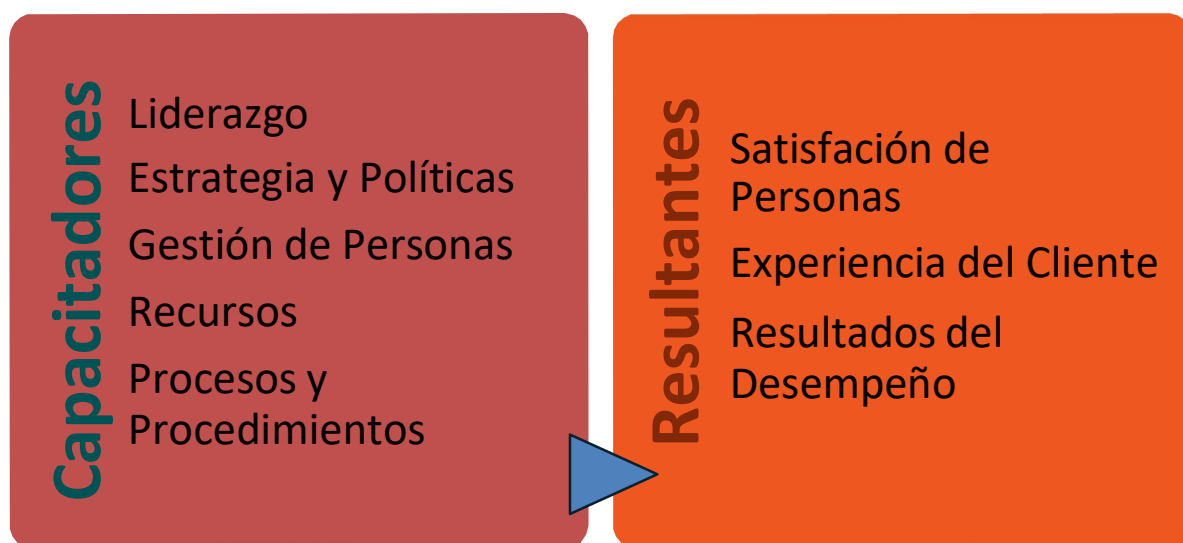 Capacitadores
Liderazgo
Estrategia y Políticas
Gestión de Personas
Recursos
Procesos y
Procedimientos
Resultantes
Satisfación de
Personas
Experiencia del Cliente
Resultados del
Desempeño